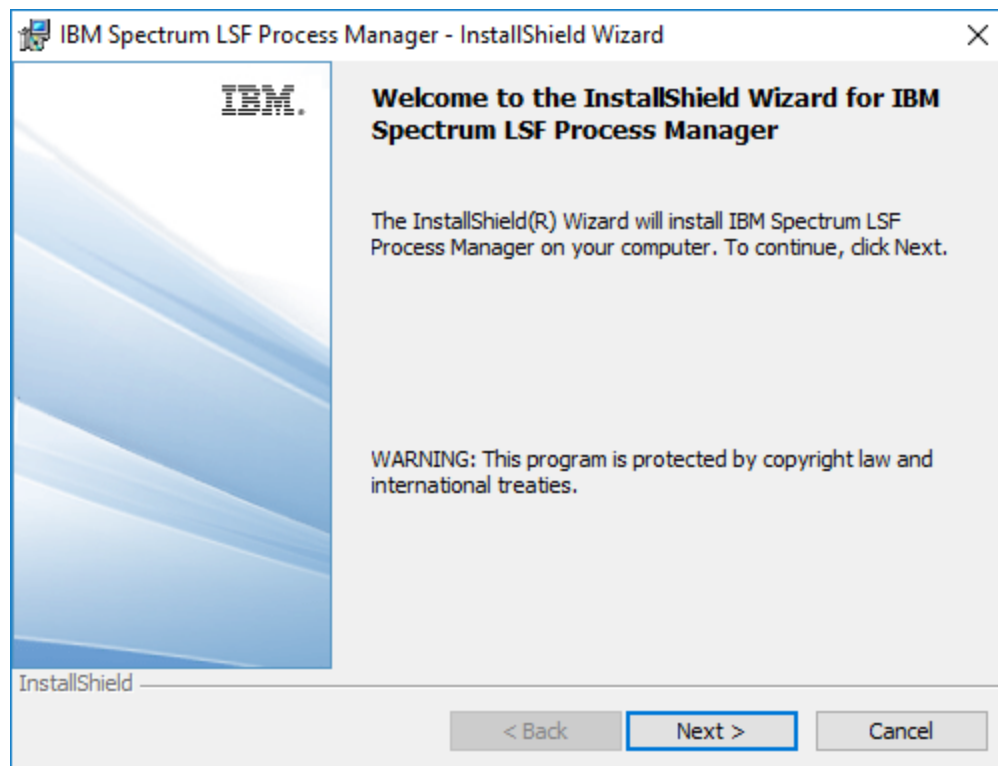 IBM Spectrum LSF Process Manager - InstallShield Wizard
IBM.
Welcome to the InstallShield Wizard for IBM
Spectrum LSF Process Manager
The InstallShield(R) Wizard will install IBM Spectrum LSF
Process Manager on your computer. To continue, click Next.
WARNING: This program is protected by copyright law and
international treaties.
InstallShield
< Back
Next >
Cancel